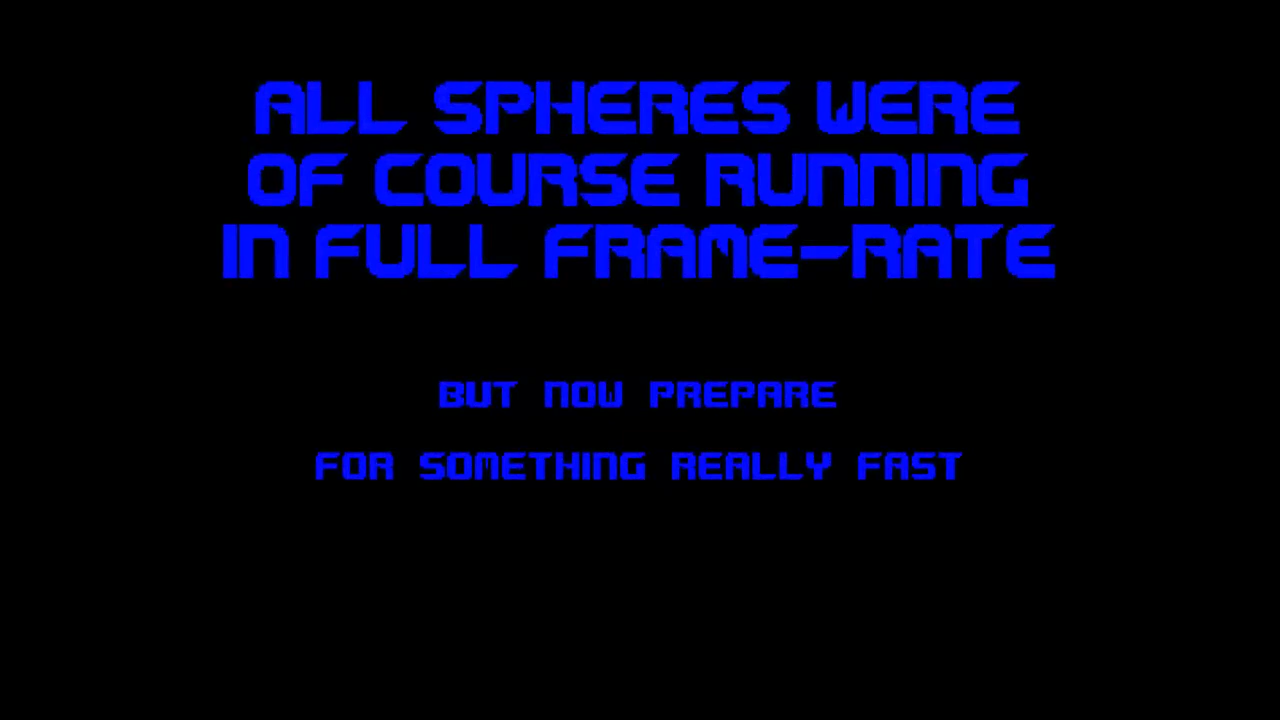 ALL SPHERES WERE
OF COURSE RUNNING
IN FULL FRAME-RATE
BUT NOW PREPARE
FOR SOMETHING REALLY FAST